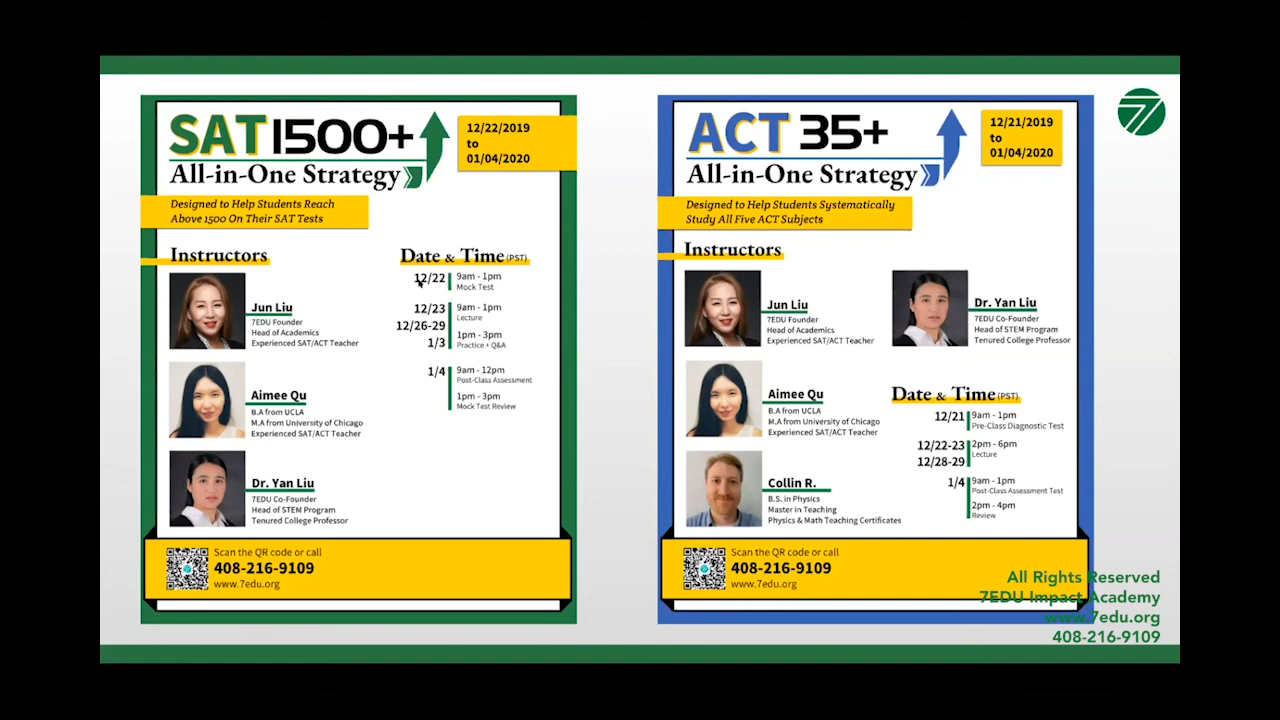 SAT 1500+
All-in-One Strategy
12/22/2019
to
01/04/2020
Designed to Help Students Reach
Above 1500 On Their SAT Tests
Instructors
Jun Liu
7EDU Founder
Head of Academics
Experienced SAT/ACT Teacher
Aimee Qu
B.A from UCLA
M.A from University of Chicago
Experienced SAT/ACT Teacher
Dr. Yan Liu
7EDU Co-Founder
Head of STEM Program
Tenured College Professor
Date & Time (PST)
12/22
9am - 1pm
Mock Test
12/23
12/26-29
1/3
9am - 1pm
Lecture
1pm - 3pm
Practice + Q&A
1/4
9am - 12pm
Post-Class Assessment
1pm - 3pm
Mock Test Review
Scan the QR code or call
408-216-9109
www.7edu.org
ACT 35+
All-in-One Strategy
12/21/2019
to
01/04/2020
Designed to Help Students Systematically
Study All Five ACT Subjects
Instructors
Jun Liu
7EDU Founder
Head of Academics
Experienced SAT/ACT Teacher
Dr. Yan Liu
7EDU Co-Founder
Head of STEM Program
Tenured College Professor
Aimee Qu
B.A from UCLA
M.A from University of Chicago
Experienced SAT/ACT Teacher
Collin R.
B.S. in Physics
Master in Teaching
Physics & Math Teaching Certificates
Date & Time (PST)
12/21
9am - 1pm
Pre-Class Diagnostic Test
12/22-23
12/28-29
2pm - 6pm
Lecture
1/4
9am - 1pm
Post-Class Assessment Test
2pm - 4pm
Review
Scan the QR code or call
408-216-9109
www.7edu.org
7
All Rights Reserved
7EDU Impact Academy
www.7edu.org
408-216-9109